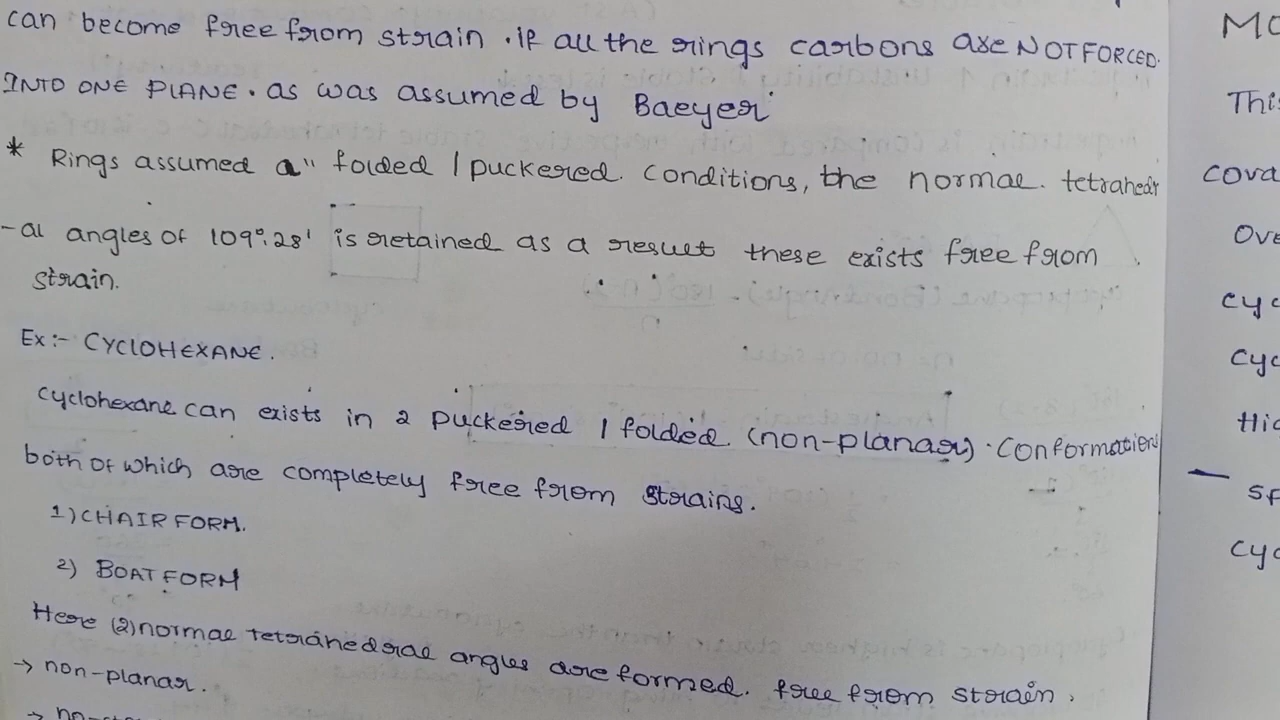 can become free from strain. if all the rings carbons are NOT FORCED.
INTO ONE PLANE. as was assumed by Baeyer
* Rings assumed a" folded / puckered. conditions, the normal. tetrahedr
-al angles of 109°.28' is retained as a result these exists free from
strain.
Ex:- CYCLOHEXANE.
cyclohexane can exists in 2 puckered / folded (non-planar). conformation
both of which are completely free from strains.
1) CHAIR FORM.
2) BOAT FORM
Here (2) normal tetrahedral angles are formed. free from strain.
→ non-planar.
MO
This
cova
Ove
cyc
cyc
Hig
SP
cyc